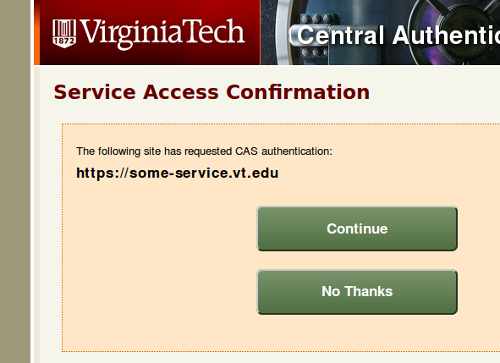 VirginiaTech
1872
Central Authentic
Service Access Confirmation
The following site has requested CAS authentication:
https://some-service.vt.edu
Continue
No Thanks